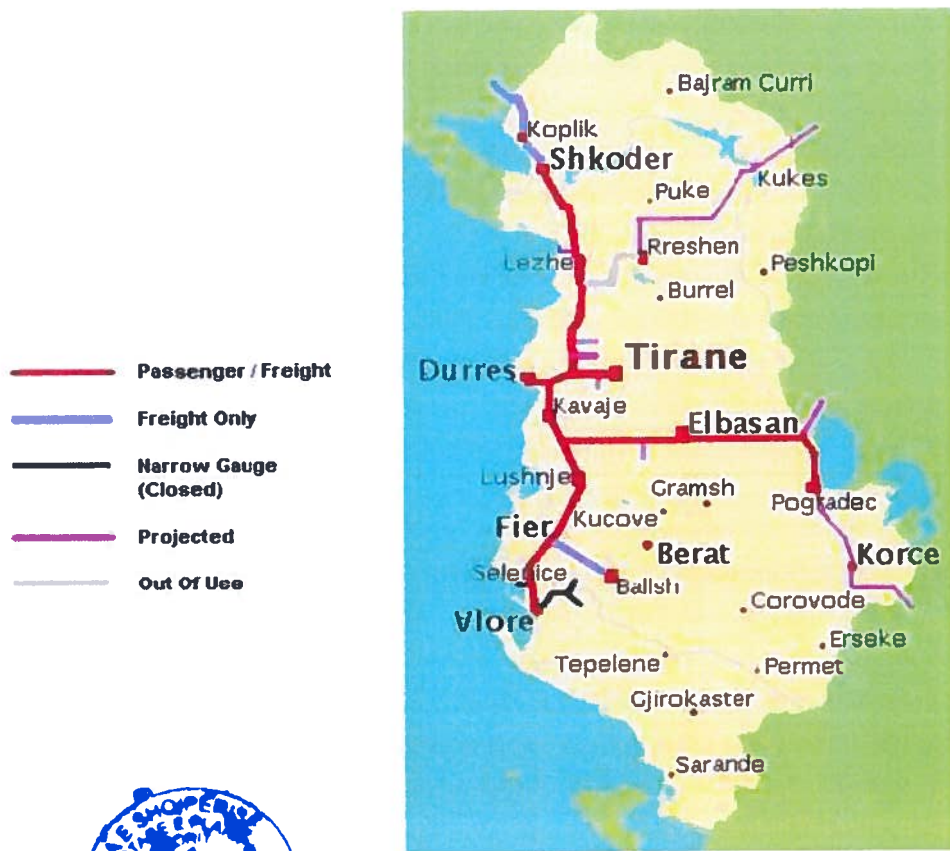 Bajram Curri
Koplik
Shkoder
Kukes
Puke
Rreshen
Lezhe
Peshkopi
Burrel
Tirane
Durres
Kavaje
Elbasan
Lushnje
Gramsh
Pogradec
Kucove
Fier
Berat
Korce
Selenice
Ballsh
Corovode
Vlore
Erseke
Tepelene
Permet
Gjirokaster
Sarande
Passenger / Freight
Freight Only
Narrow Gauge
(Closed)
Projected
Out Of Use